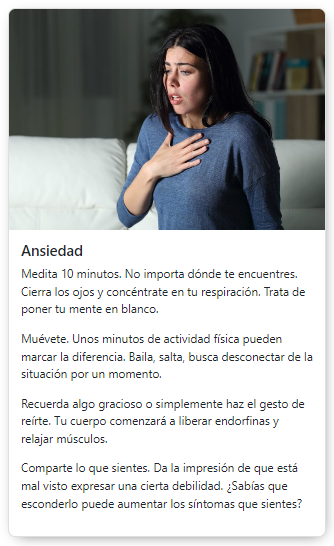 Ansiedad
Medita 10 minutos. No importa dónde te encuentres.
Cierra los ojos y concéntrate en tu respiración. Trata de
poner tu mente en blanco.
Muévete. Unos minutos de actividad física pueden
marcar la diferencia. Baila, salta, busca desconectar de la
situación por un momento.
Recuerda algo gracioso o simplemente haz el gesto de
reírte. Tu cuerpo comenzará a liberar endorfinas y
relajar músculos.
Comparte lo que sientes. Da la impresión de que está
mal visto expresar una cierta debilidad. ¿Sabías que
esconderlo puede aumentar los síntomas que sientes?